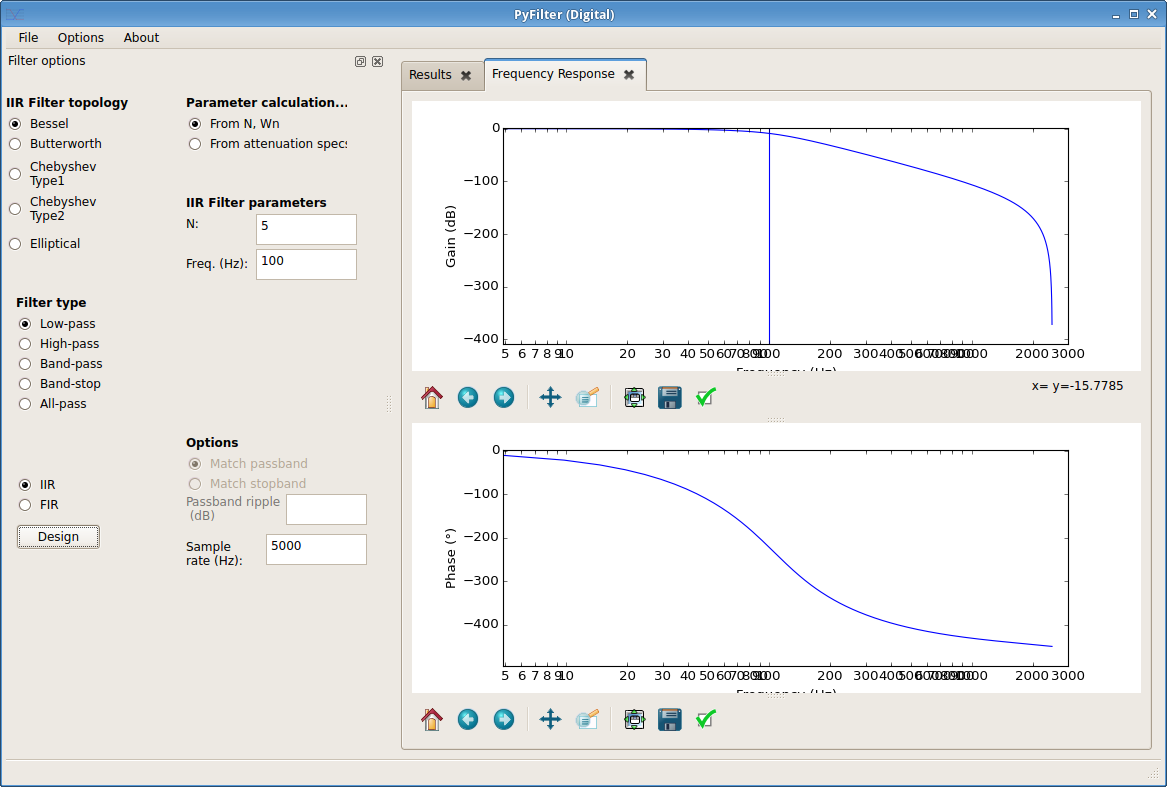 PyFilter (Digital)
File Options About
Filter options
IIR Filter topology
Bessel
Butterworth
Chebyshev
Type1
Chebyshev
Type2
Elliptical
Filter type
Low-pass
High-pass
Band-pass
Band-stop
All-pass
IIR
FIR
Design
Parameter calculation...
From N, Wn
From attenuation specs
IIR Filter parameters
N: 5
Freq. (Hz): 100
Options
Match passband
Match stopband
Passband ripple
(dB)
Sample
rate (Hz): 5000
Results Frequency Response
Gain (dB)
0
−100
−200
−300
−400
5 6 7 8 9 10 20 30 40 50 60 70 80 90 100 200 300 400 500 600 700 800 900 1000 2000 3000
Frequency (Hz)
x= y=-15.7785
Phase (°)
0
−100
−200
−300
−400
5 6 7 8 9 10 20 30 40 50 60 70 80 90 100 200 300 400 500 600 700 800 900 1000 2000 3000
Frequency (Hz)